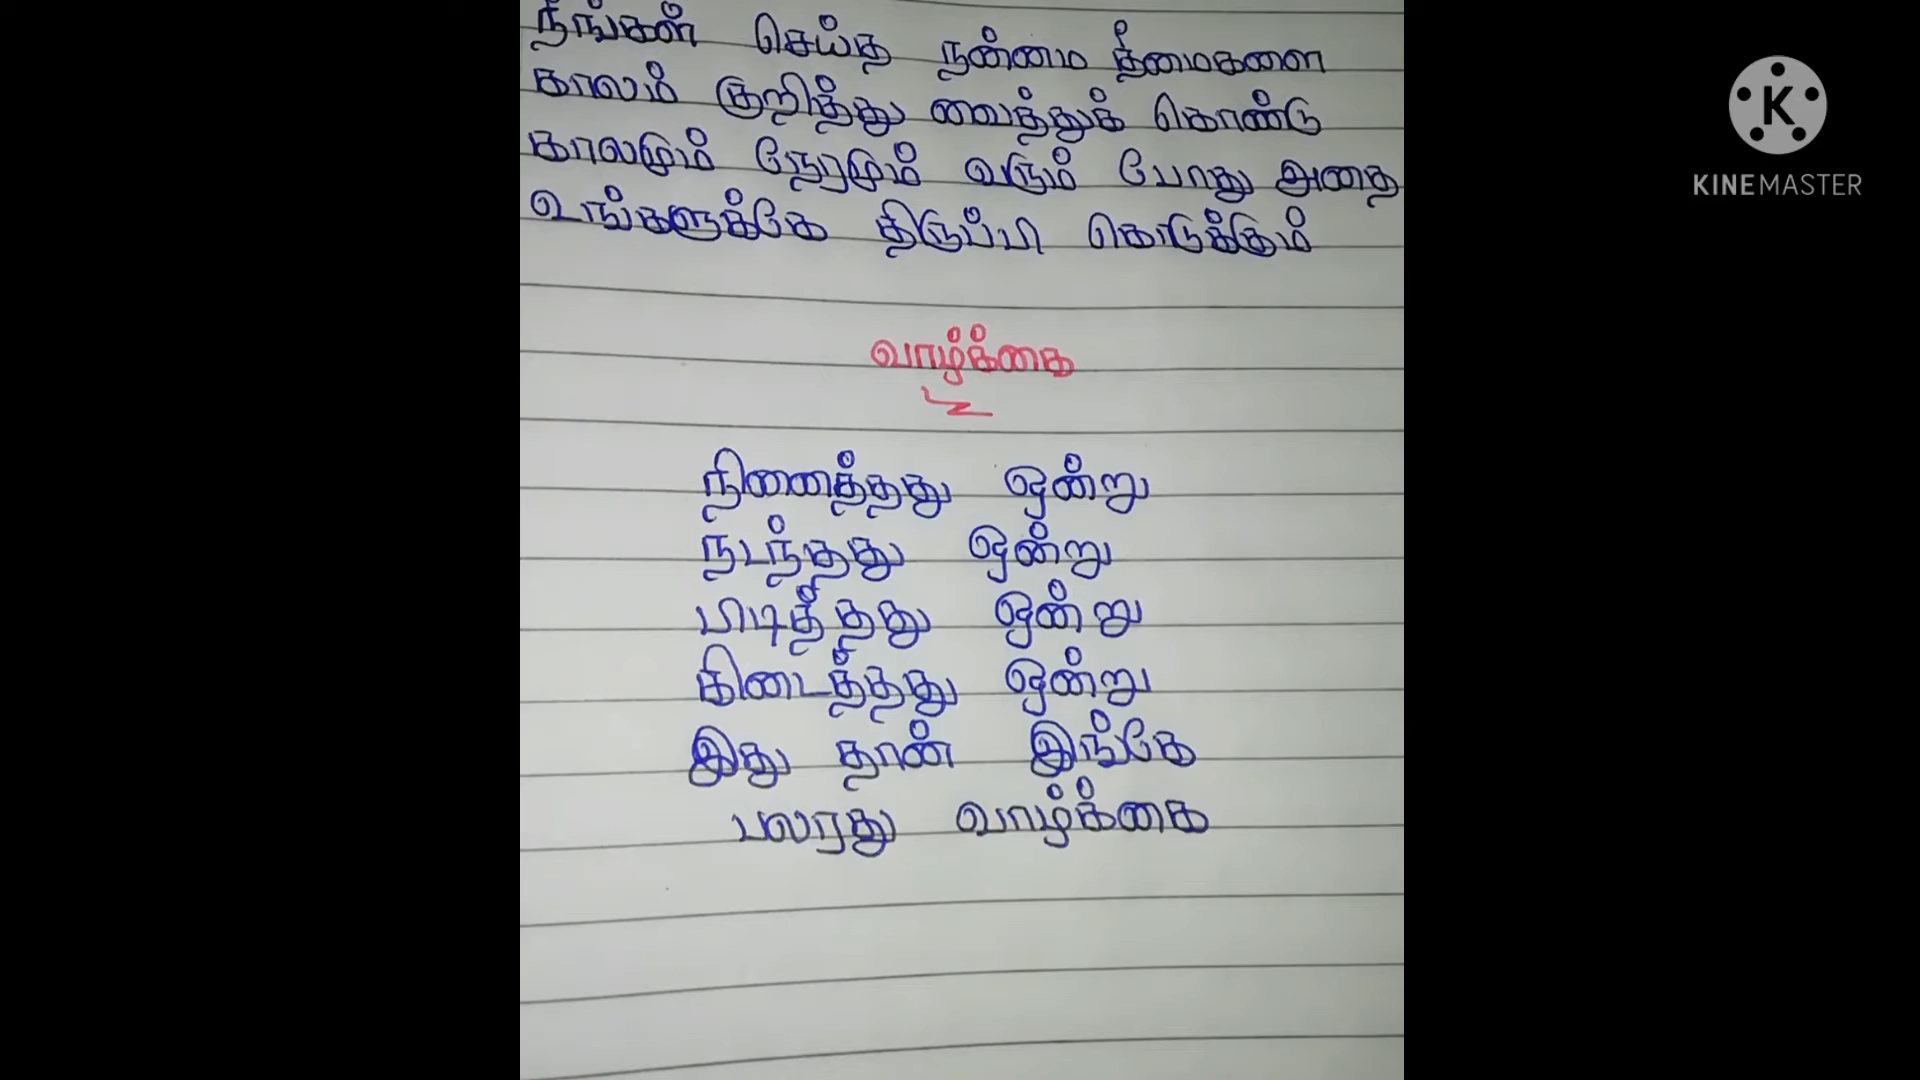 நீங்கள் செய்த நன்மை தீமைகளை
காலம் குறித்து வைத்துக் கொண்டு
காலமும் நேரமும் வரும் போது அதை
உங்களுக்கே திருப்பி கொடுக்கும்
வாழ்க்கை
நினைத்தது ஒன்று
நடந்தது ஒன்று
பிடித்தது ஒன்று
கிடைத்தது ஒன்று
இது தான் இங்கே
பலரது வாழ்க்கை
K
KINEMASTER